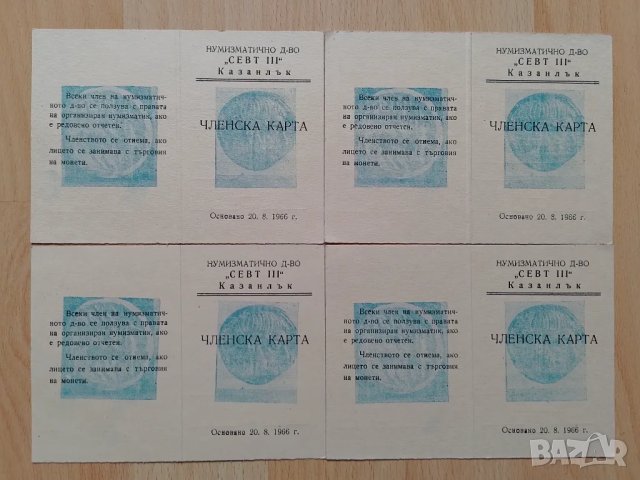 Всеки член на нумизматич-
ното д-во се ползува с правата
на организиран нумизматик, ако
е редовно отчетен.
Членството се отнема, ако
лицето се занимава с търговия
на монети.
НУМИЗМАТИЧНО Д-ВО
„СЕВТ III“
Казанлък
ЧЛЕНСКА КАРТА
Основано 20. 8. 1966 г.
Всеки член на нумизматич-
ното д-во се ползува с правата
на организиран нумизматик, ако
е редовно отчетен.
Членството се отнема, ако
лицето се занимава с търговия
на монети.
НУМИЗМАТИЧНО Д-ВО
„СЕВТ III“
Казанлък
ЧЛЕНСКА КАРТА
Основано 20. 8. 1966 г.
Всеки член на нумизматич-
ното д-во се ползува с правата
на организиран нумизматик, ако
е редовно отчетен.
Членството се отнема, ако
лицето се занимава с търговия
на монети.
НУМИЗМАТИЧНО Д-ВО
„СЕВТ III“
Казанлък
ЧЛЕНСКА КАРТА
Основано 20. 8. 1966 г.
Всеки член на нумизматич-
ното д-во се ползува с правата
на организиран нумизматик, ако
е редовно отчетен.
Членството се отнема, ако
лицето се занимава с търговия
на монети.
НУМИЗМАТИЧНО Д-ВО
„СЕВТ III“
Казанлък
ЧЛЕНСКА КАРТА
Основано 20. 8. 1966 г.
BAZAR